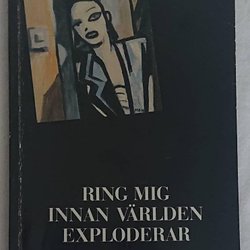 RING MIG
INNAN VÄRLDEN
EXPLODERAR